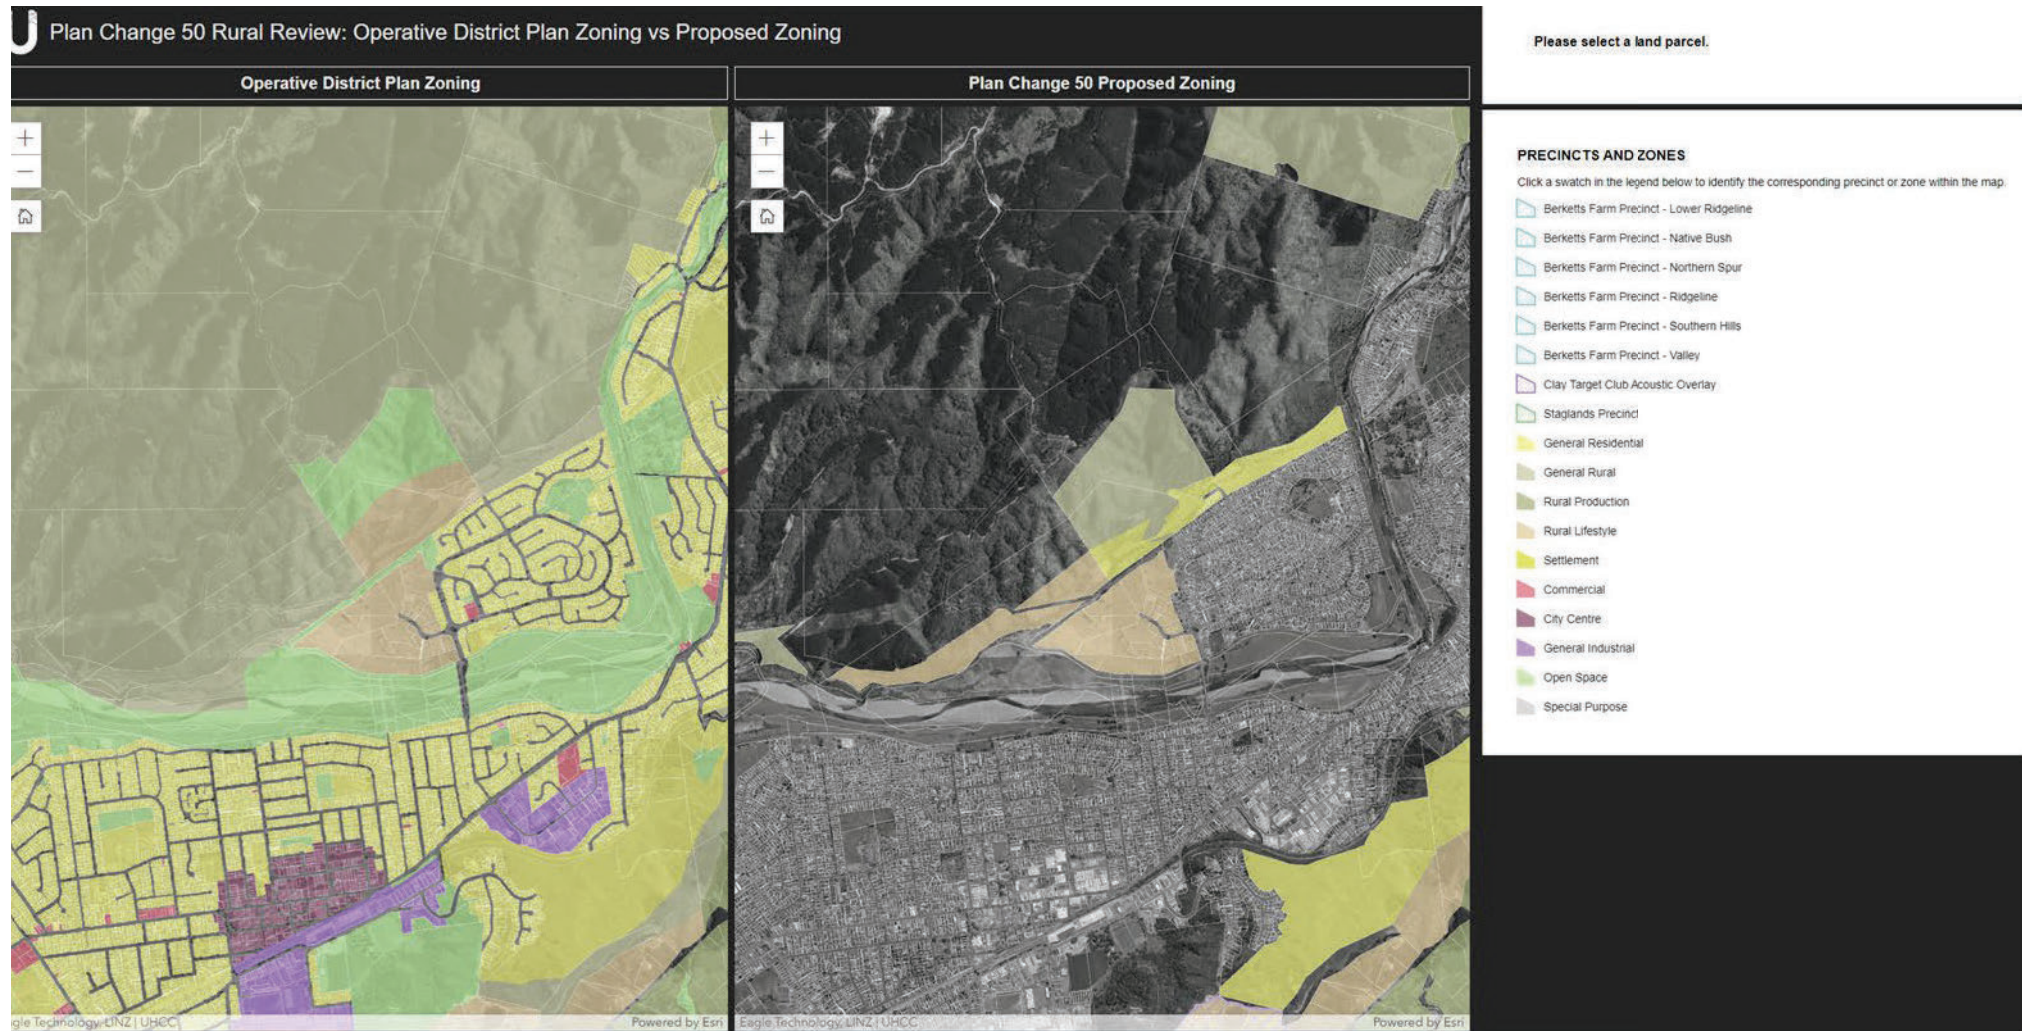 Plan Change 50 Rural Review: Operative District Plan Zoning vs Proposed Zoning
Operative District Plan Zoning
Plan Change 50 Proposed Zoning
Please select a land parcel.
PRECINCTS AND ZONES
Click a swatch in the legend below to identify the corresponding precinct or zone within the map.
Berketts Farm Precinct - Lower Ridgeline
Berketts Farm Precinct - Native Bush
Berketts Farm Precinct - Northern Spur
Berketts Farm Precinct - Ridgeline
Berketts Farm Precinct - Southern Hills
Berketts Farm Precinct - Valley
Clay Target Club Acoustic Overlay
Staglands Precinct
General Residential
General Rural
Rural Production
Rural Lifestyle
Settlement
Commercial
City Centre
General Industrial
Open Space
Special Purpose
gle Technology, LINZ | UHCC
Powered by Esri
Eagle Technology, LINZ | UHCC
Powered by Esri